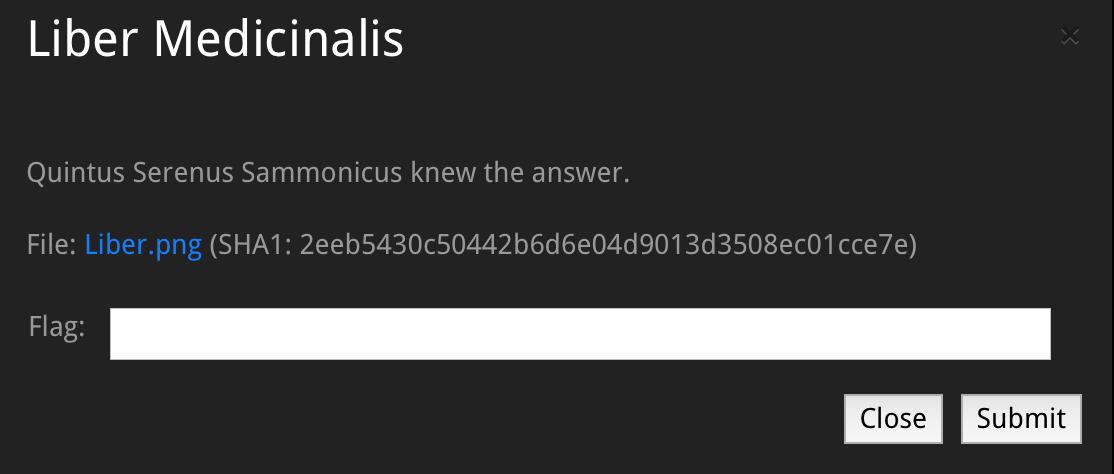 Liber Medicinalis
Quintus Serenus Sammonicus knew the answer.
File: Liber.png (SHA1: 2eeb5430c50442b6d6e04d9013d3508ec01cce7e)
Flag:
Close Submit